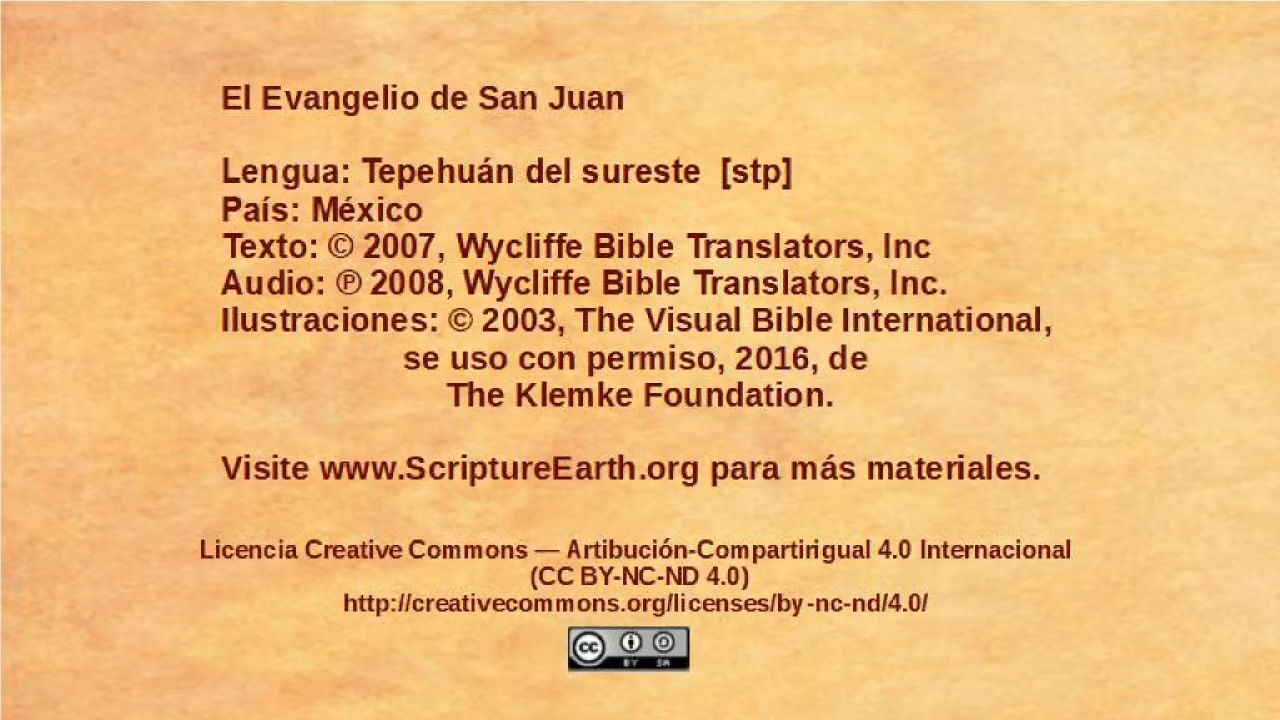 El Evangelio de San Juan
Lengua: Tepehuán del sureste [stp]
País: México
Texto: © 2007, Wycliffe Bible Translators, Inc
Audio: ℗ 2008, Wycliffe Bible Translators, Inc.
Ilustraciones: © 2003, The Visual Bible International,
se uso con permiso, 2016, de
The Klemke Foundation.
Visite www.ScriptureEarth.org para más materiales.
Licencia Creative Commons — Artibución-Compartirigual 4.0 Internacional
(CC BY-NC-ND 4.0)
http://creativecommons.org/licenses/by-nc-nd/4.0/
cc BY SA